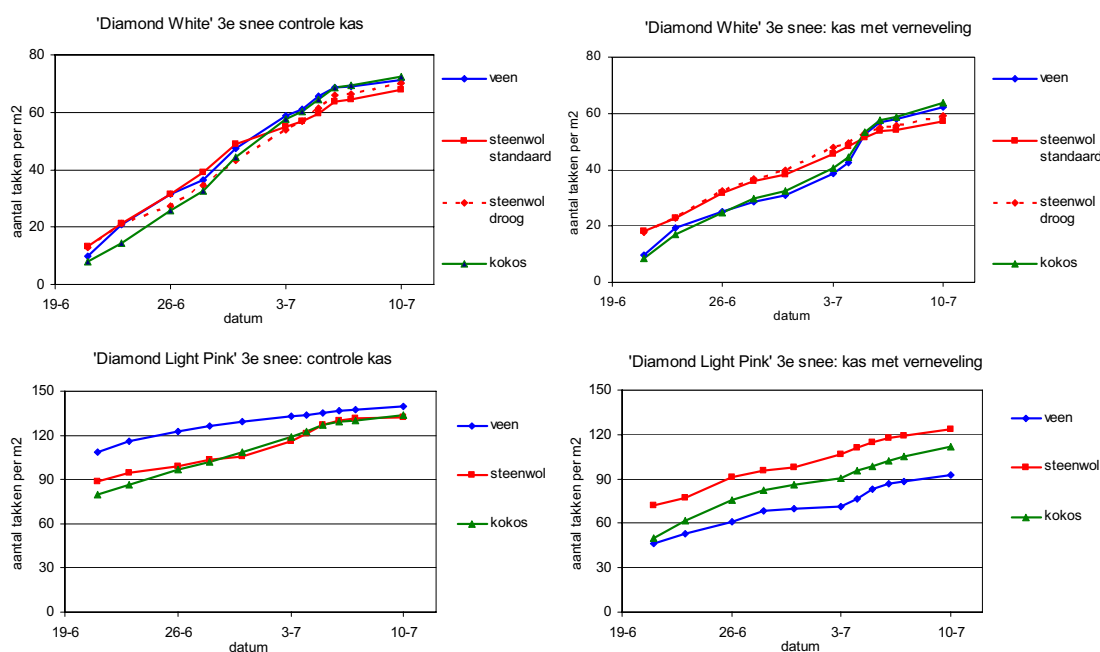 'Diamond White' 3e snee controle kas
80
60
40
20
0
aantal takken per m2
19-6
26-6
3-7
10-7
datum
veen
steenwol
standaard
steenwol
droog
kokos
'Diamond White' 3e snee: kas met verneveling
80
60
40
20
0
aantal takken per m2
19-6
26-6
3-7
10-7
datum
veen
steenwol
standaard
steenwol
droog
kokos
'Diamond Light Pink' 3e snee: controle kas
150
120
90
60
30
0
aantal takken per m2
19-6
26-6
3-7
10-7
datum
veen
steenwol
kokos
'Diamond Light Pink' 3e snee: kas met verneveling
150
120
90
60
30
0
aantal takken per m2
19-6
26-6
3-7
10-7
datum
veen
steenwol
kokos